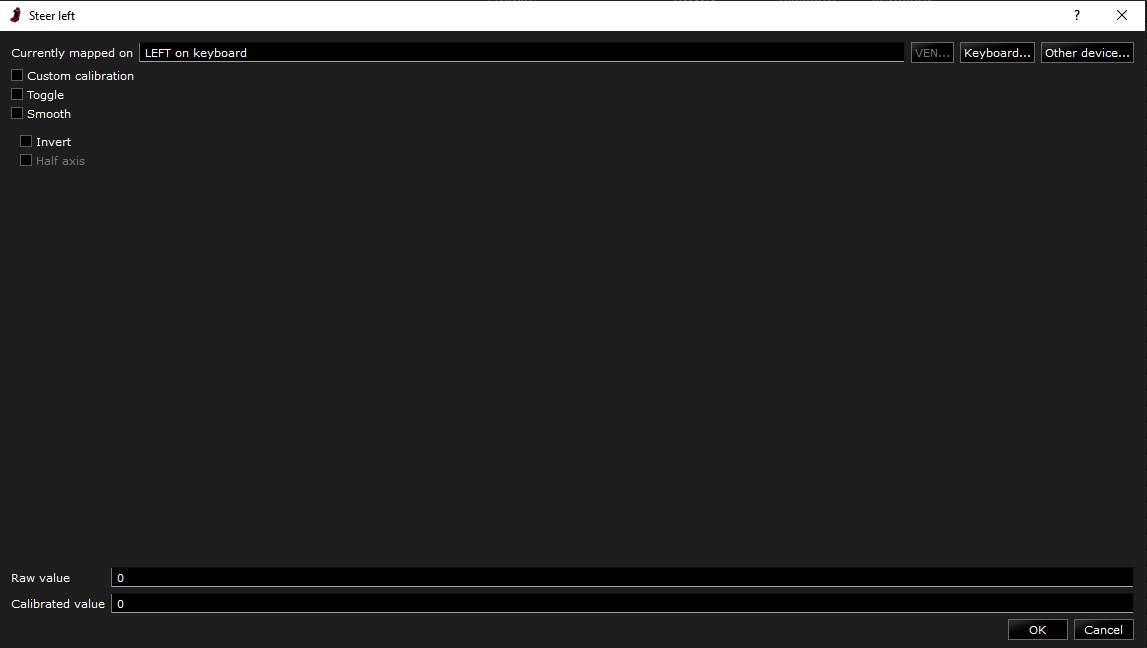 Steer left
?
Currently mapped on LEFT on keyboard VEN... Keyboard... Other device...
Custom calibration
Toggle
Smooth
Invert
Half axis
Raw value 0
Calibrated value 0
OK Cancel